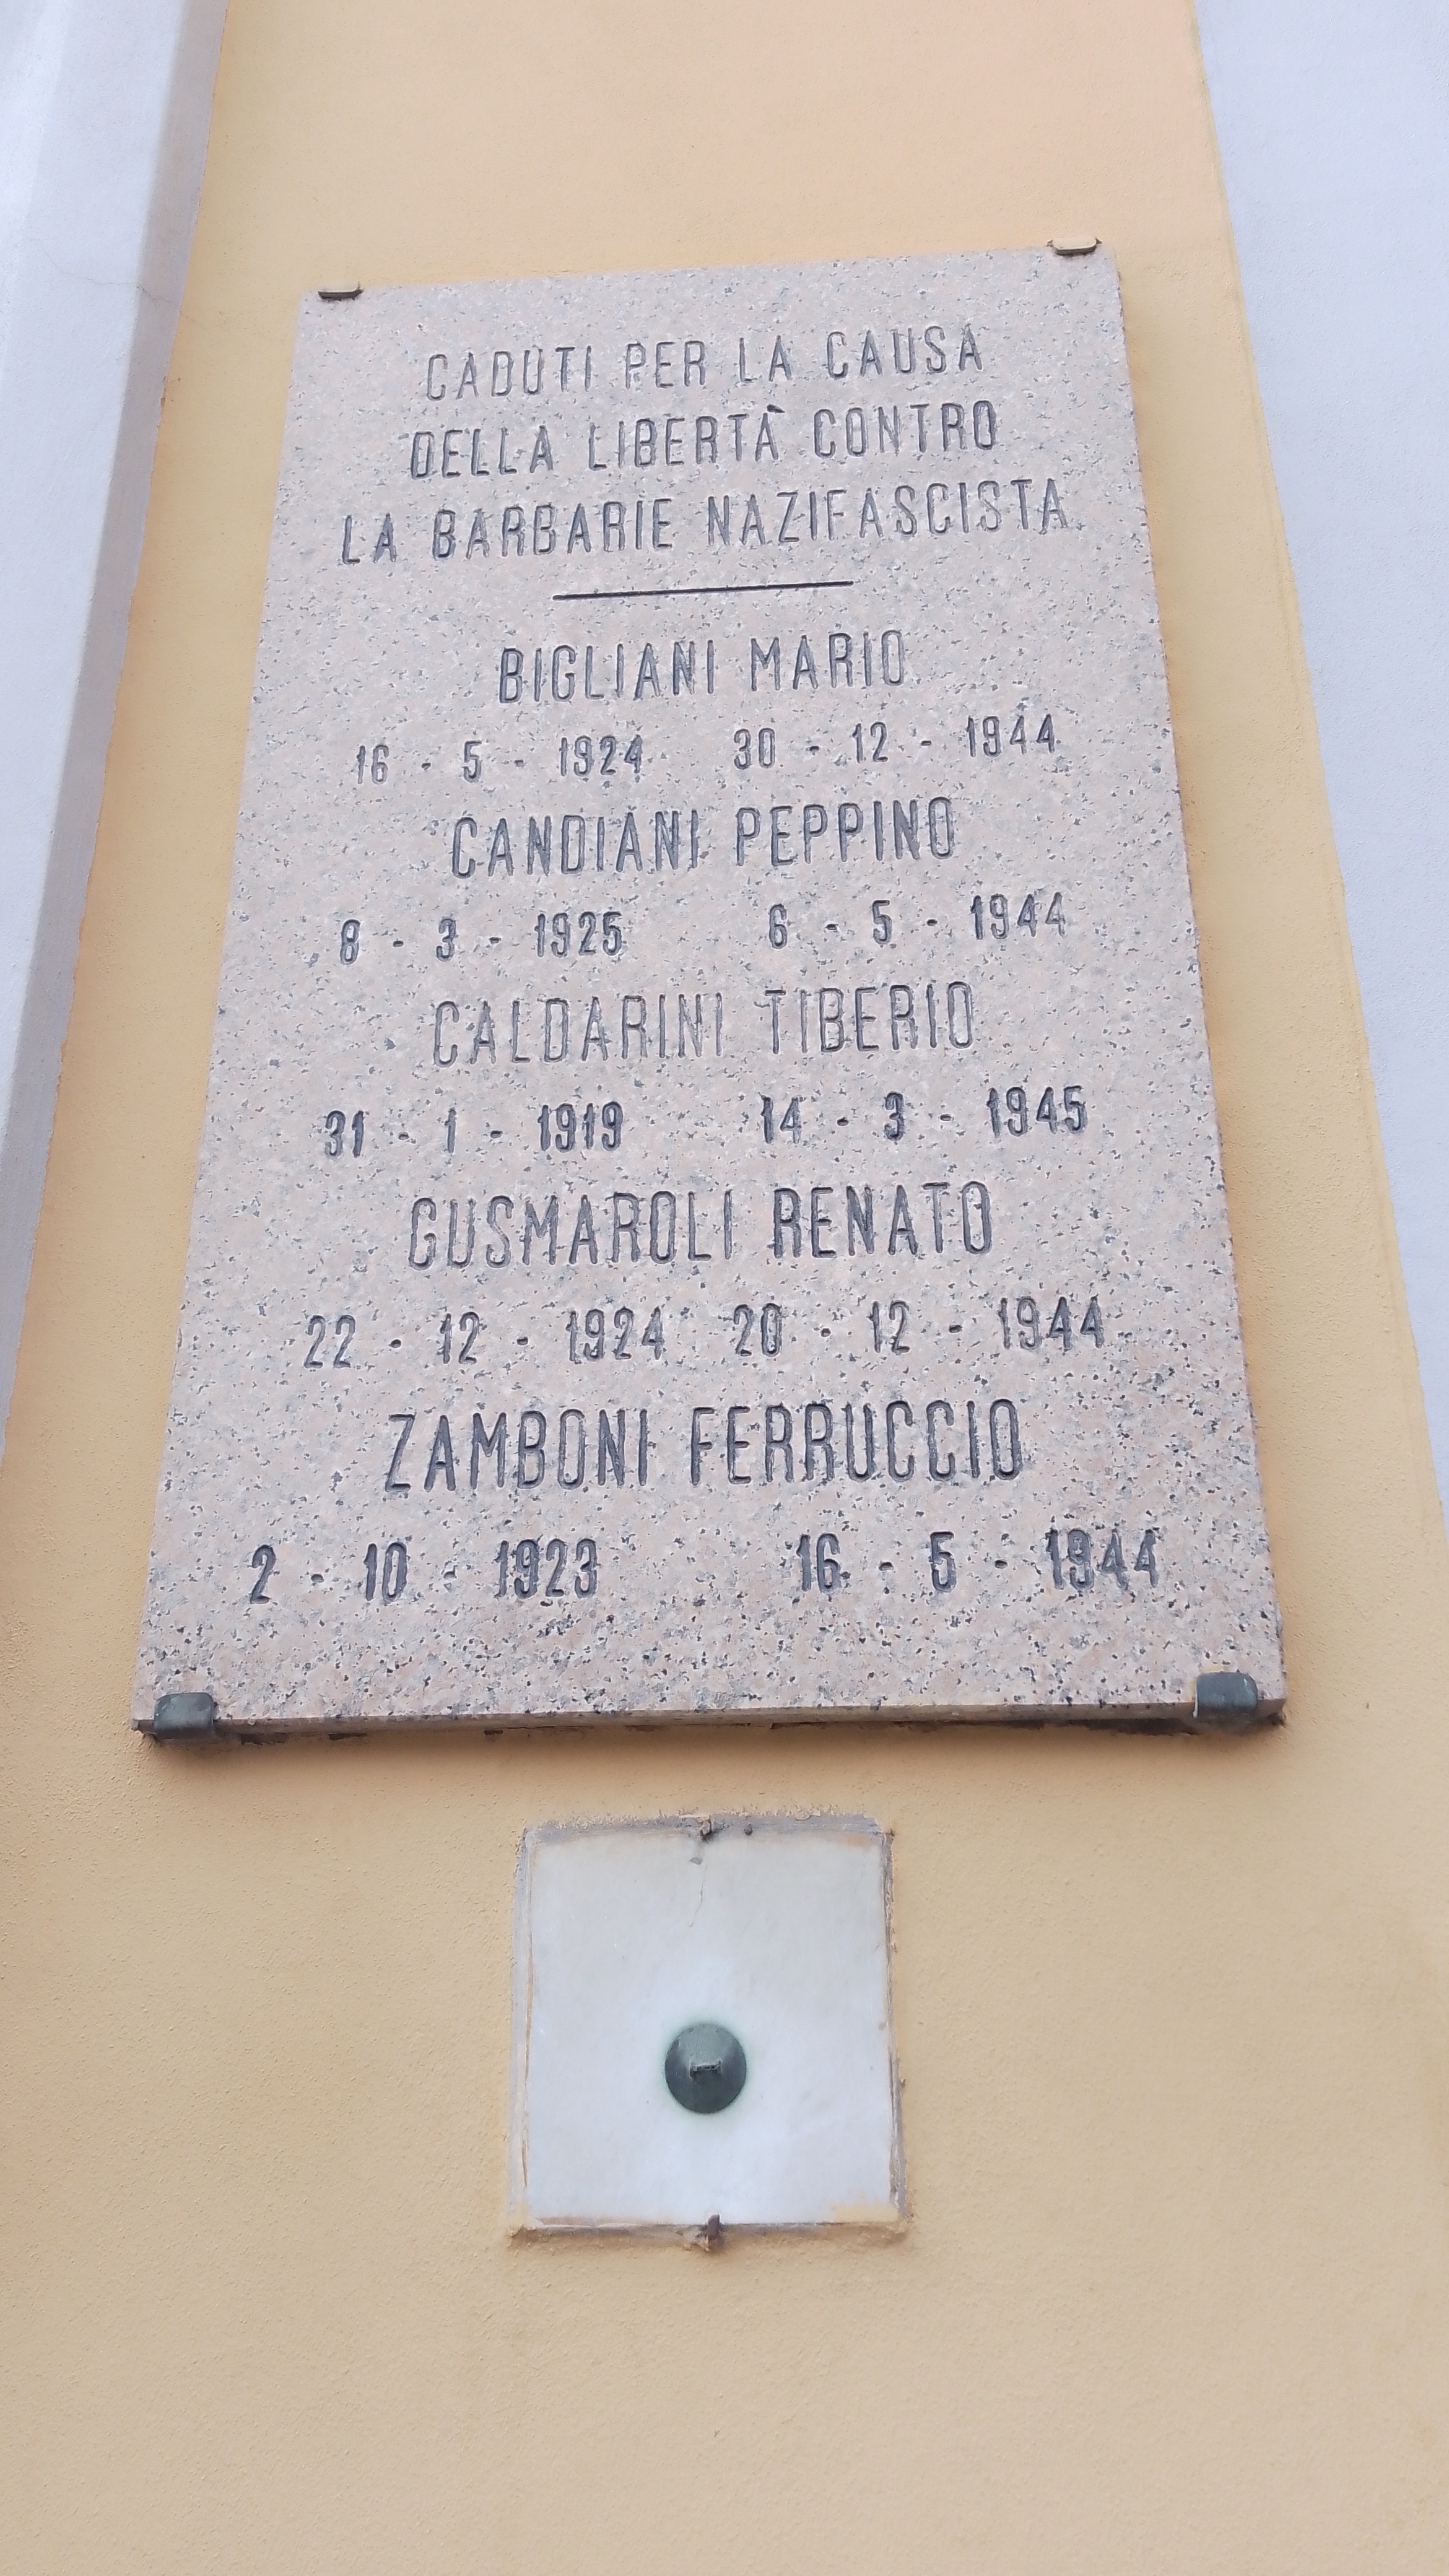 CADUTI PER LA CAUSA
DELLA LIBERTÀ CONTRO
LA BARBARIE NAZIFASCISTA
BIGLIANI MARIO
16 - 5 - 1924 30 - 12 - 1944
CANDIANI PEPPINO
8 - 3 - 1925 6 - 5 - 1944
CALDARINI TIBERIO
31 - 1 - 1919 14 - 3 - 1945
GUSMAROLI RENATO
22 - 12 - 1924 20 - 12 - 1944
ZAMBONI FERRUCCIO
2 - 10 - 1923 16 - 5 - 1944